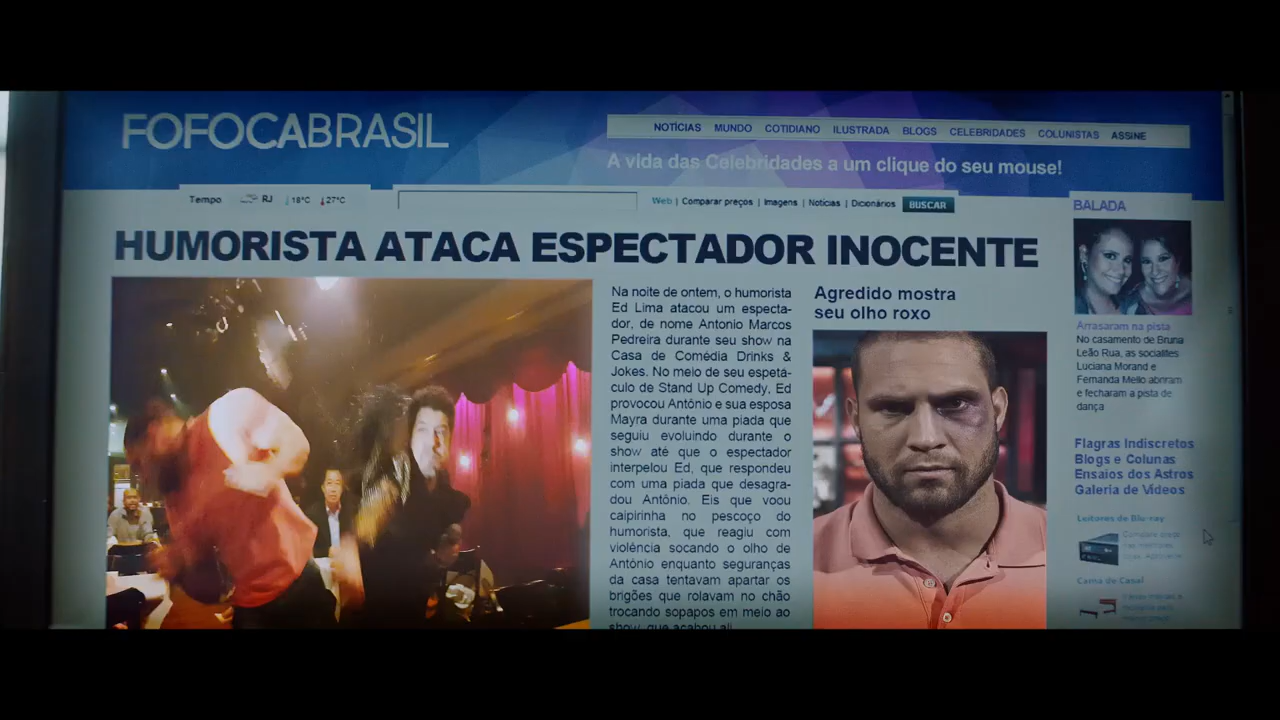 FOFOCABRASIL
NOTÍCIAS MUNDO COTIDIANO ILUSTRADA BLOGS CELEBRIDADES COLUNISTAS ASSINE
A vida das Celebridades a um clique do seu mouse!
Tempo RJ 18°C 27°C
Web | Comparar preços | Imagens | Notícias | Dicionários BUSCAR
HUMORISTA ATACA ESPECTADOR INOCENTE
Na noite de ontem, o humorista
Ed Lima atacou um especta-
dor, de nome Antonio Marcos
Pedreira durante seu show na
Casa de Comédia Drinks &
Jokes. No meio de seu espetá-
culo de Stand Up Comedy, Ed
provocou Antônio e sua esposa
Mayra durante uma piada que
seguiu evoluindo durante o
show até que o espectador
interpelou Ed, que respondeu
com uma piada que desagra-
dou Antônio. Eis que voou
caipirinha no pescoço do
humorista, que reagiu com
violência socando o olho de
Antônio enquanto seguranças
da casa tentavam apartar os
brigões que rolavam no chão
trocando sopapos em meio ao
show, que acabou ali
Agredido mostra
seu olho roxo
BALADA
Arrasaram na pista
No casamento de Bruna
Leão Rua, as socialites
Luciana Morand e
Fernanda Mello abriram
e fecharam a pista de
dança
Flagras Indiscretos
Blogs e Colunas
Ensaios dos Astros
Galeria de Vídeos
Leitores de Blu-ray
Cama de Casal